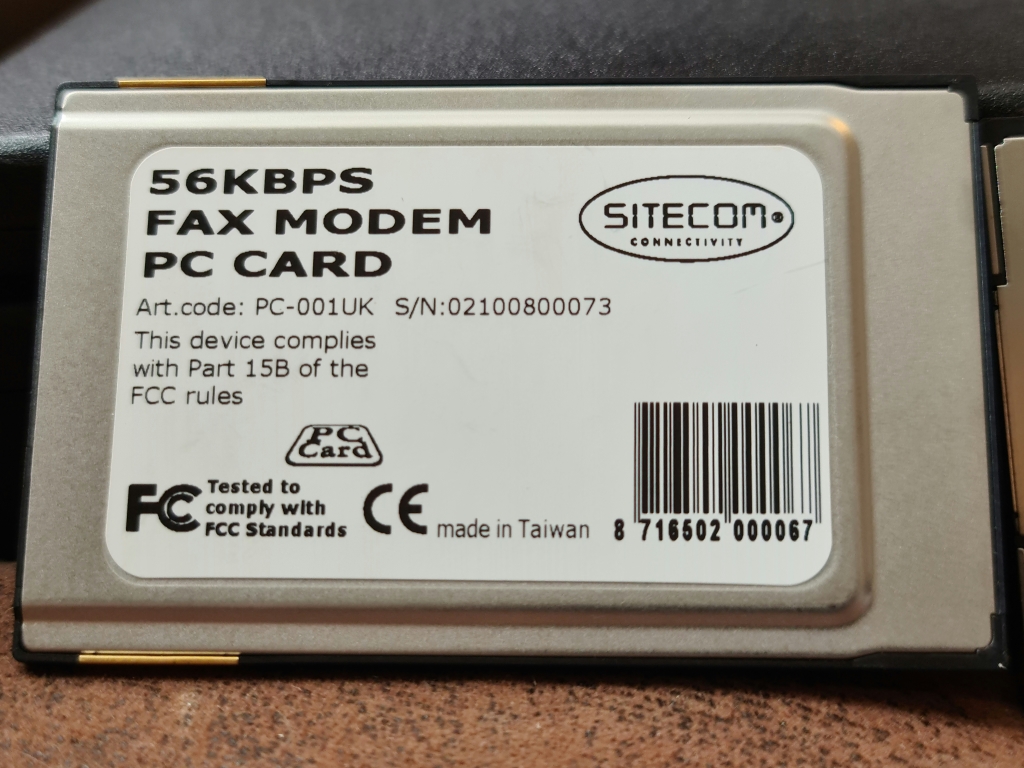 56KBPS
FAX MODEM
PC CARD
SITECOM
CONNECTIVITY
Art.code: PC-001UK S/N:02100800073
This device complies
with Part 15B of the
FCC rules
PC
Card
FC Tested to
comply with
FCC Standards
CE made in Taiwan
8 716502 000067